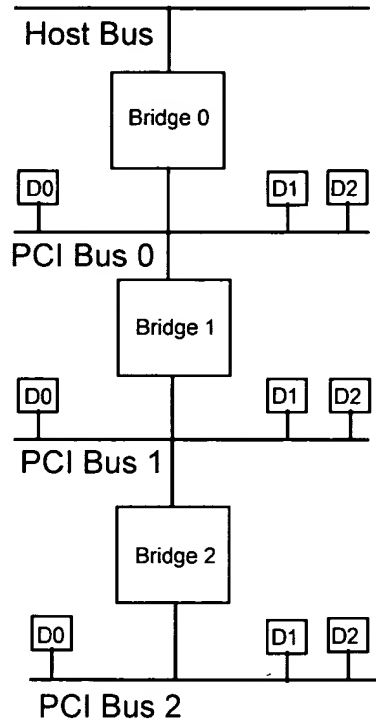 Host Bus
Bridge 0
D0 D1 D2
PCI Bus 0
Bridge 1
D0 D1 D2
PCI Bus 1
Bridge 2
D0 D1 D2
PCI Bus 2